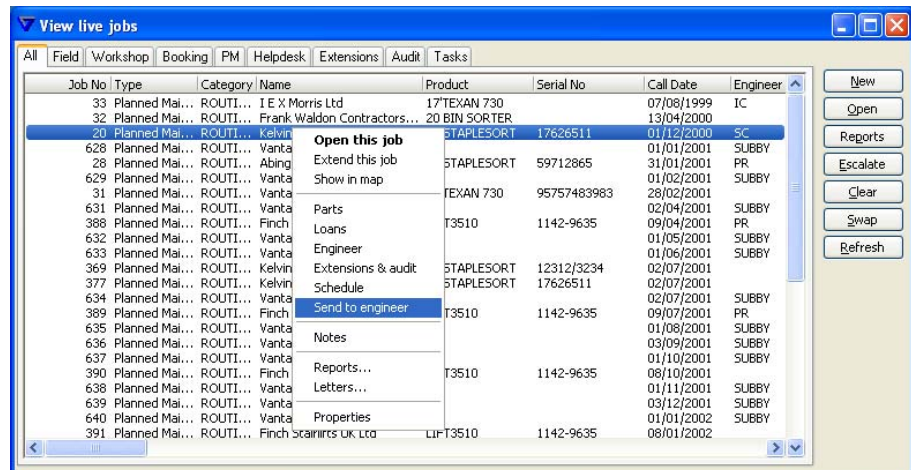 View live jobs
All Field Workshop Booking PM Helpdesk Extensions Audit Tasks
Job No Type Category Name Product Serial No Call Date Engineer
33 Planned Mai... ROUTI... I E X Morris Ltd 17'TEXAN 730 07/08/1999 IC
32 Planned Mai... ROUTI... Frank Waldon Contractors... 20 BIN SORTER 13/04/2000
20 Planned Mai... ROUTI... Kelvin STAPLESORT 17626511 01/12/2000 SC
628 Planned Mai... ROUTI... Vanta 01/01/2001 SUBBY
28 Planned Mai... ROUTI... Abing STAPLESORT 59712865 31/01/2001 PR
629 Planned Mai... ROUTI... Vanta 01/02/2001 SUBBY
31 Planned Mai... ROUTI... Vanta TEXAN 730 95757483983 28/02/2001
631 Planned Mai... ROUTI... Vanta 02/04/2001 SUBBY
388 Planned Mai... ROUTI... Finch T3510 1142-9635 09/04/2001 PR
632 Planned Mai... ROUTI... Vanta 01/05/2001 SUBBY
633 Planned Mai... ROUTI... Vanta 01/06/2001 SUBBY
369 Planned Mai... ROUTI... Kelvin STAPLESORT 12312/3234 02/07/2001
377 Planned Mai... ROUTI... Kelvin STAPLESORT 17626511 02/07/2001
634 Planned Mai... ROUTI... Vanta 02/07/2001 SUBBY
389 Planned Mai... ROUTI... Finch T3510 1142-9635 09/07/2001 PR
635 Planned Mai... ROUTI... Vanta 01/08/2001 SUBBY
636 Planned Mai... ROUTI... Vanta 03/09/2001 SUBBY
637 Planned Mai... ROUTI... Vanta 01/10/2001 SUBBY
390 Planned Mai... ROUTI... Finch T3510 1142-9635 08/10/2001
638 Planned Mai... ROUTI... Vanta 01/11/2001 SUBBY
639 Planned Mai... ROUTI... Vanta 03/12/2001 SUBBY
640 Planned Mai... ROUTI... Vanta 01/01/2002 SUBBY
391 Planned Mai... ROUTI... Finch Stairlifts UK Ltd LIFT3510 1142-9635 08/01/2002
Open this job
Extend this job
Show in map
Parts
Loans
Engineer
Extensions & audit
Schedule
Send to engineer
Notes
Reports...
Letters...
Properties
New
Open
Reports
Escalate
Clear
Swap
Refresh